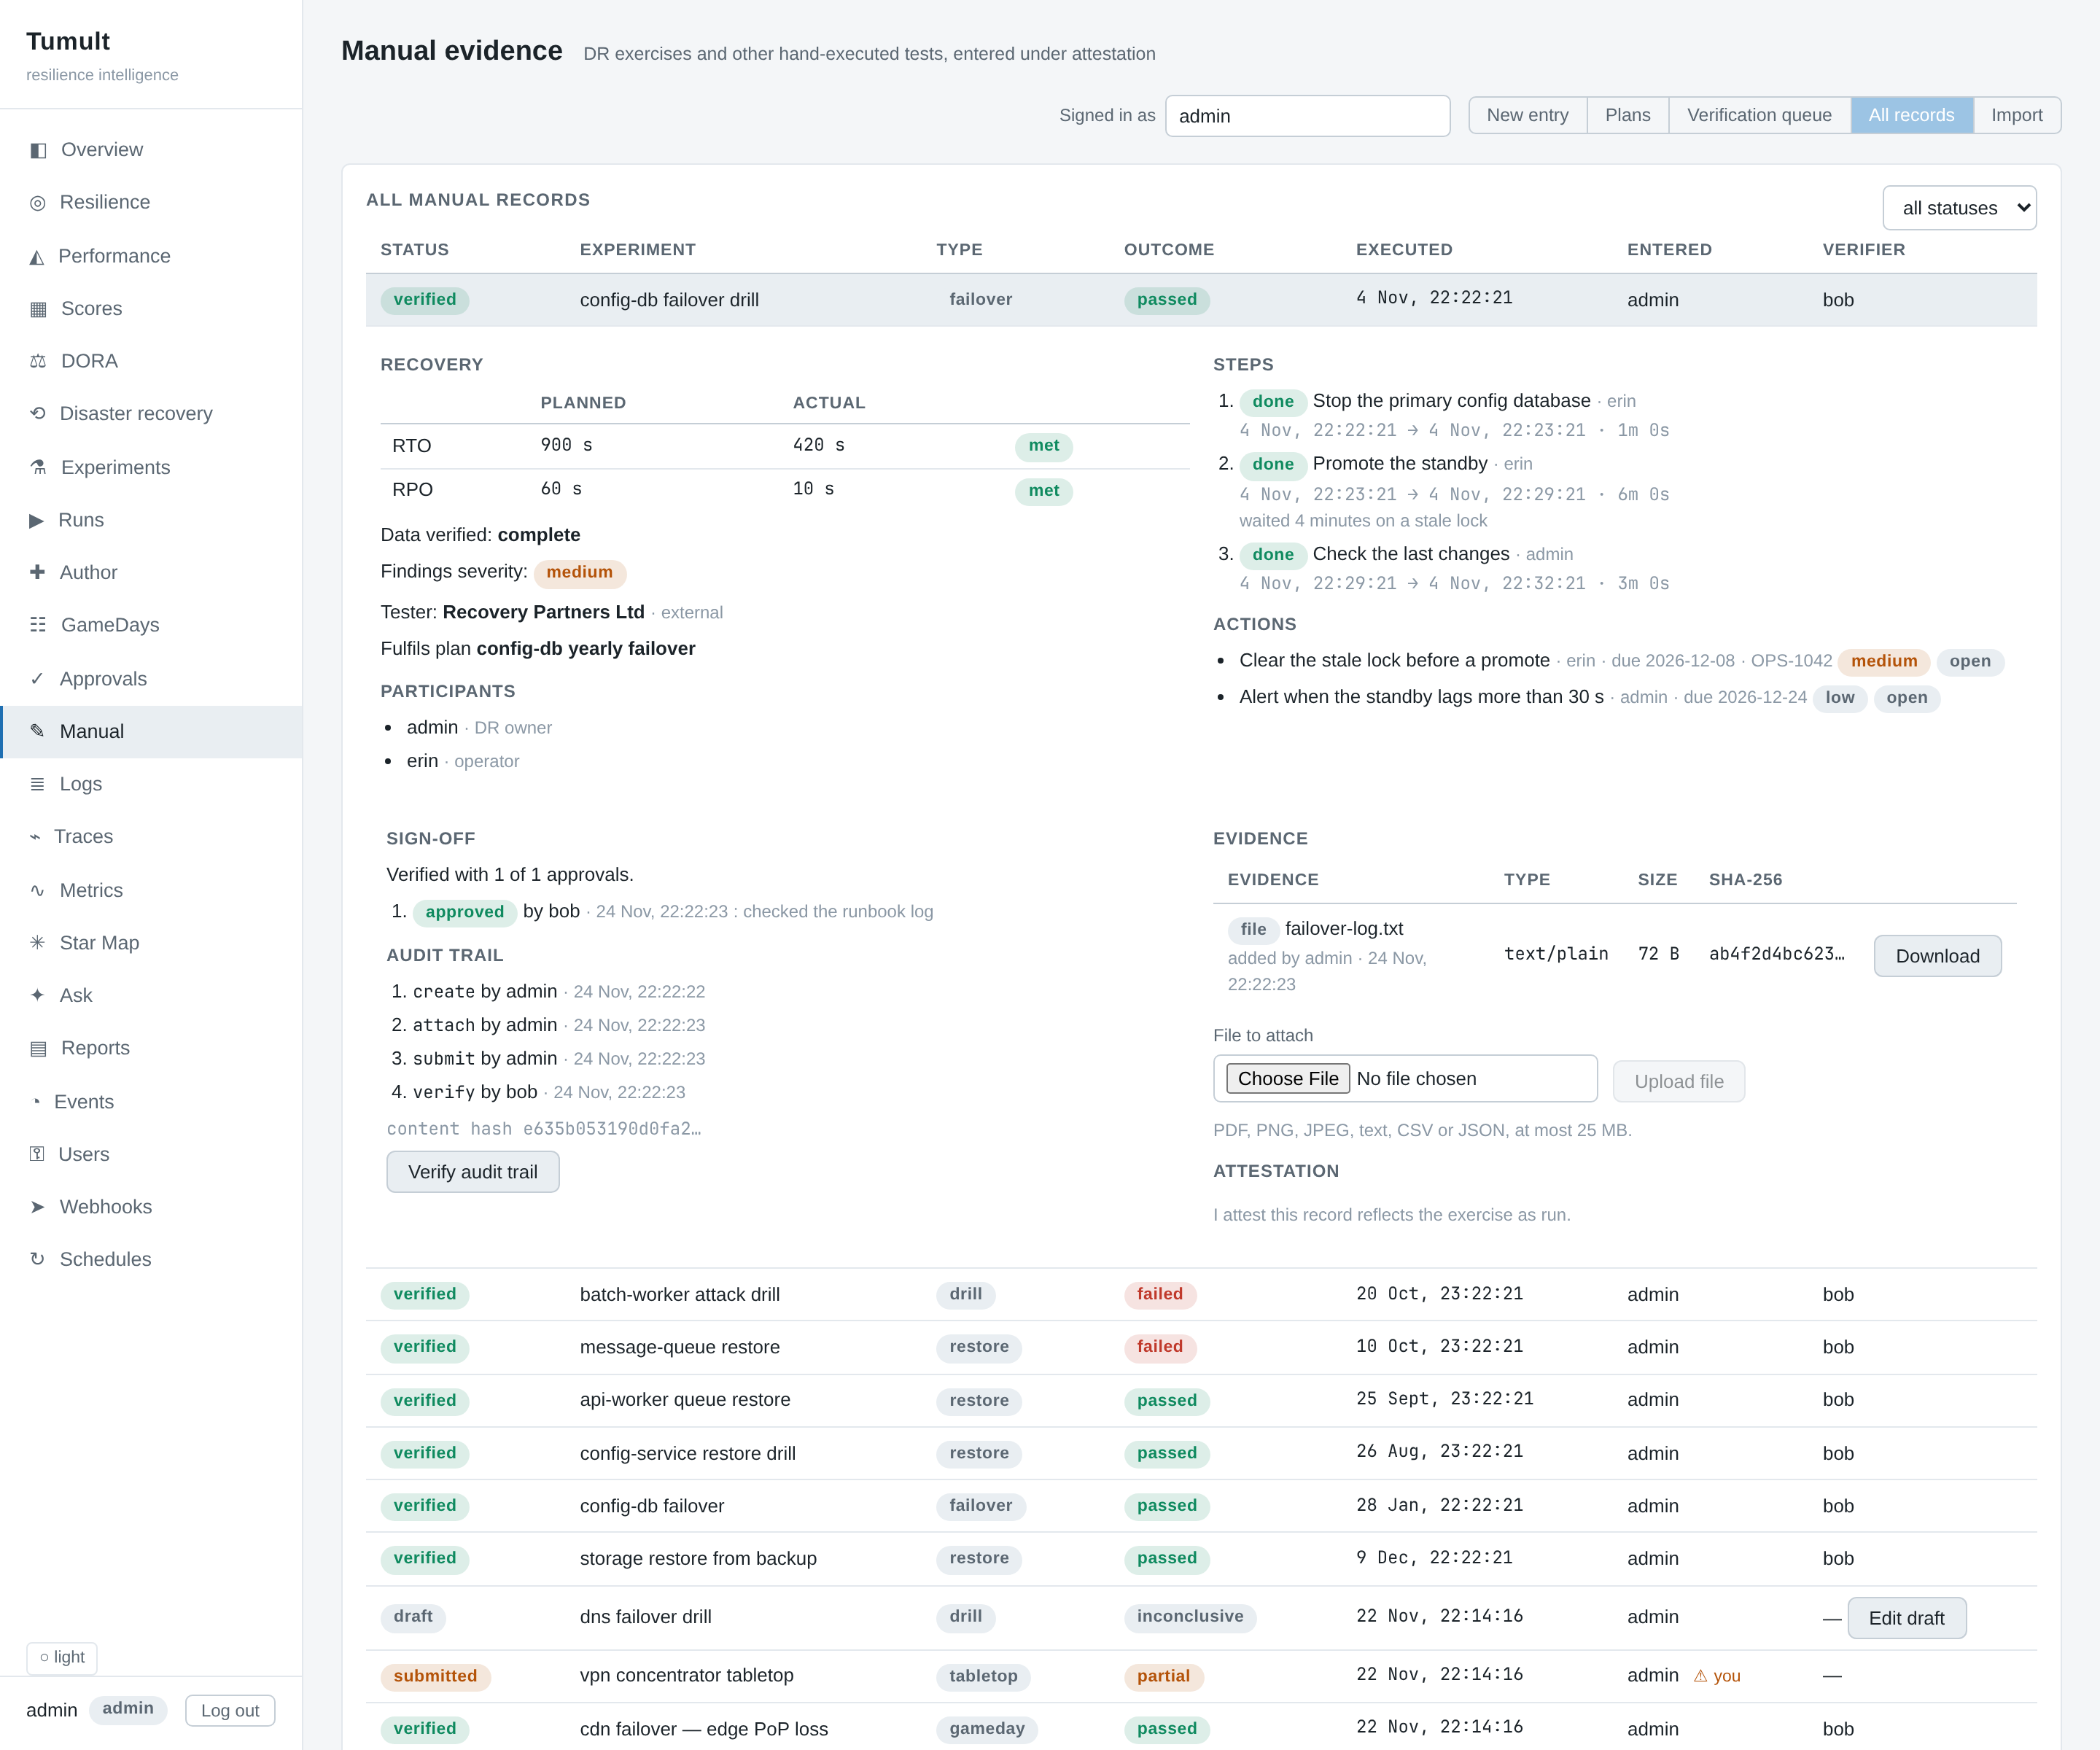 Tumult
resilience intelligence
Overview
Resilience
Performance
Scores
DORA
Disaster recovery
Experiments
Runs
Author
GameDays
Approvals
Manual
Logs
Traces
Metrics
Star Map
Ask
Reports
Events
Users
Webhooks
Schedules
○ light
admin admin Log out
Manual evidence DR exercises and other hand-executed tests, entered under attestation
Signed in as admin New entry Plans Verification queue All records Import
ALL MANUAL RECORDS all statuses
STATUS EXPERIMENT TYPE OUTCOME EXECUTED ENTERED VERIFIER
verified config-db failover drill failover passed 4 Nov, 22:22:21 admin bob
RECOVERY
PLANNED ACTUAL
RTO 900 s 420 s met
RPO 60 s 10 s met
Data verified: complete
Findings severity: medium
Tester: Recovery Partners Ltd · external
Fulfils plan config-db yearly failover
PARTICIPANTS
• admin · DR owner
• erin · operator
STEPS
1. done Stop the primary config database · erin
4 Nov, 22:22:21 → 4 Nov, 22:23:21 · 1m 0s
2. done Promote the standby · erin
4 Nov, 22:23:21 → 4 Nov, 22:29:21 · 6m 0s
waited 4 minutes on a stale lock
3. done Check the last changes · admin
4 Nov, 22:29:21 → 4 Nov, 22:32:21 · 3m 0s
ACTIONS
• Clear the stale lock before a promote · erin · due 2026-12-08 · OPS-1042 medium open
• Alert when the standby lags more than 30 s · admin · due 2026-12-24 low open
SIGN-OFF
Verified with 1 of 1 approvals.
1. approved by bob · 24 Nov, 22:22:23 : checked the runbook log
AUDIT TRAIL
1. create by admin · 24 Nov, 22:22:22
2. attach by admin · 24 Nov, 22:22:23
3. submit by admin · 24 Nov, 22:22:23
4. verify by bob · 24 Nov, 22:22:23
content hash e635b053190d0fa2…
Verify audit trail
EVIDENCE
EVIDENCE TYPE SIZE SHA-256
file failover-log.txt text/plain 72 B ab4f2d4bc623… Download
added by admin · 24 Nov,
22:22:23
File to attach
Choose File No file chosen Upload file
PDF, PNG, JPEG, text, CSV or JSON, at most 25 MB.
ATTESTATION
I attest this record reflects the exercise as run.
verified batch-worker attack drill drill failed 20 Oct, 23:22:21 admin bob
verified message-queue restore restore failed 10 Oct, 23:22:21 admin bob
verified api-worker queue restore restore passed 25 Sept, 23:22:21 admin bob
verified config-service restore drill restore passed 26 Aug, 23:22:21 admin bob
verified config-db failover failover passed 28 Jan, 22:22:21 admin bob
verified storage restore from backup restore passed 9 Dec, 22:22:21 admin bob
draft dns failover drill drill inconclusive 22 Nov, 22:14:16 admin — Edit draft
submitted vpn concentrator tabletop tabletop partial 22 Nov, 22:14:16 admin ⚠ you —
verified cdn failover — edge PoP loss gameday passed 22 Nov, 22:14:16 admin bob